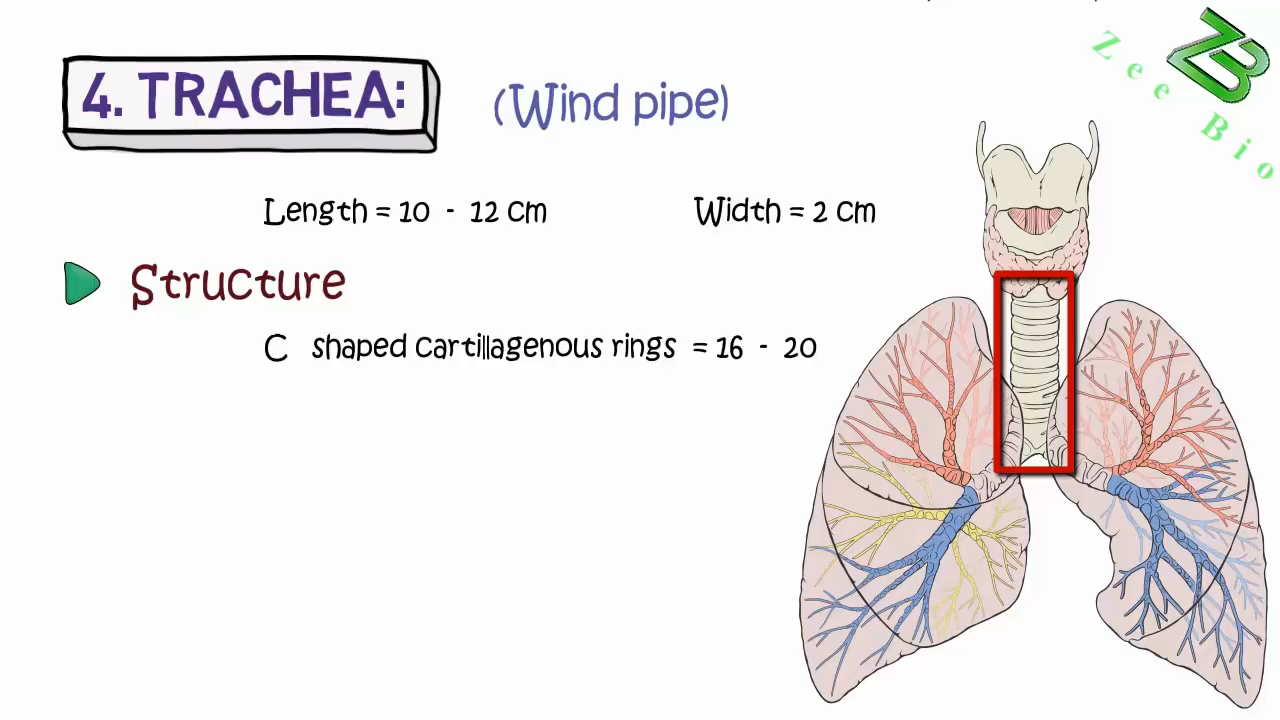 4. TRACHEA:
(Wind pipe)
Length = 10 - 12 cm
Width = 2 cm
Structure
C shaped cartillagenous rings = 16 - 20
ZB
Zee Bio